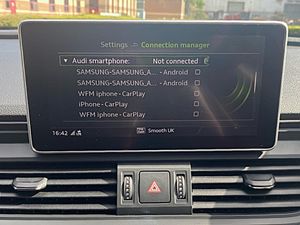 Settings Connection manager
Audi smartphone: Not connected
SAMSUNG-SAMSUNG_A... - Android
SAMSUNG-SAMSUNG_A... - Android
WFM iphone - CarPlay
iPhone - CarPlay
WFM iphone - CarPlay
16:42 Smooth UK